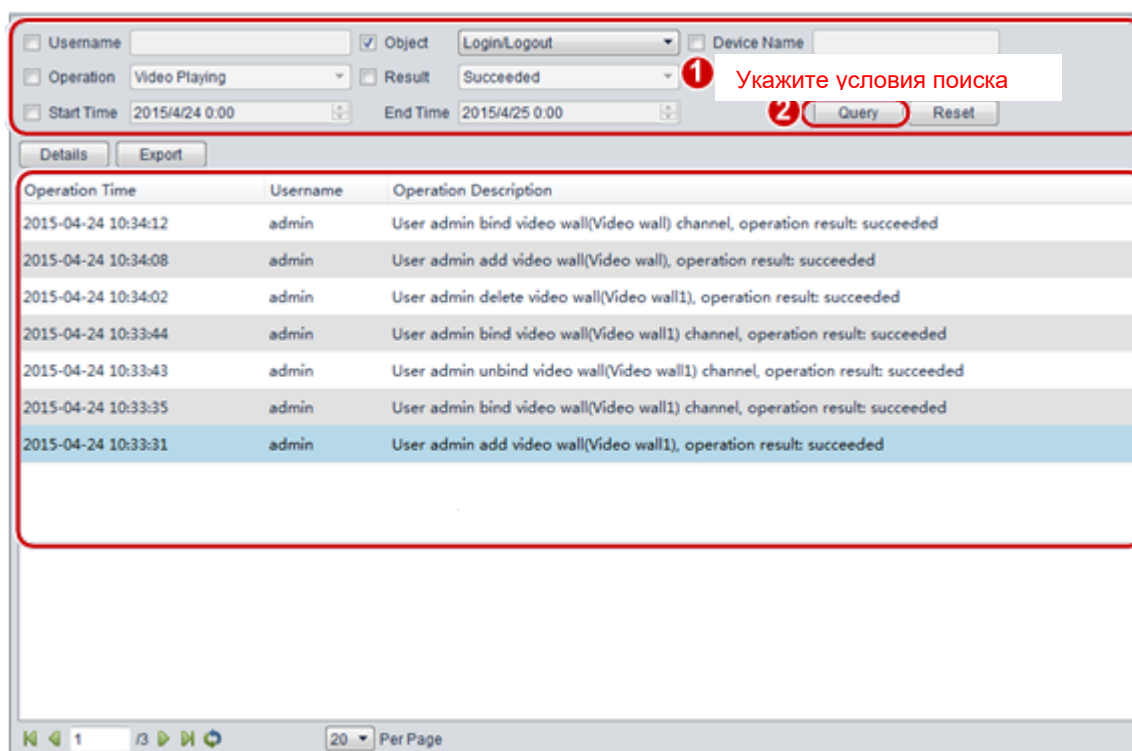 Username Object Login/Logout Device Name
Operation Video Playing Result Succeeded 1 Укажите условия поиска
Start Time 2015/4/24 0:00 End Time 2015/4/25 0:00 2 Query Reset
Details Export
Operation Time Username Operation Description
2015-04-24 10:34:12 admin User admin bind video wall(Video wall) channel, operation result: succeeded
2015-04-24 10:34:08 admin User admin add video wall(Video wall), operation result: succeeded
2015-04-24 10:34:02 admin User admin delete video wall(Video wall1), operation result: succeeded
2015-04-24 10:33:44 admin User admin bind video wall(Video wall1) channel, operation result: succeeded
2015-04-24 10:33:43 admin User admin unbind video wall(Video wall1) channel, operation result: succeeded
2015-04-24 10:33:35 admin User admin bind video wall(Video wall1) channel, operation result: succeeded
2015-04-24 10:33:31 admin User admin add video wall(Video wall1), operation result: succeeded
1 /3 20 Per Page